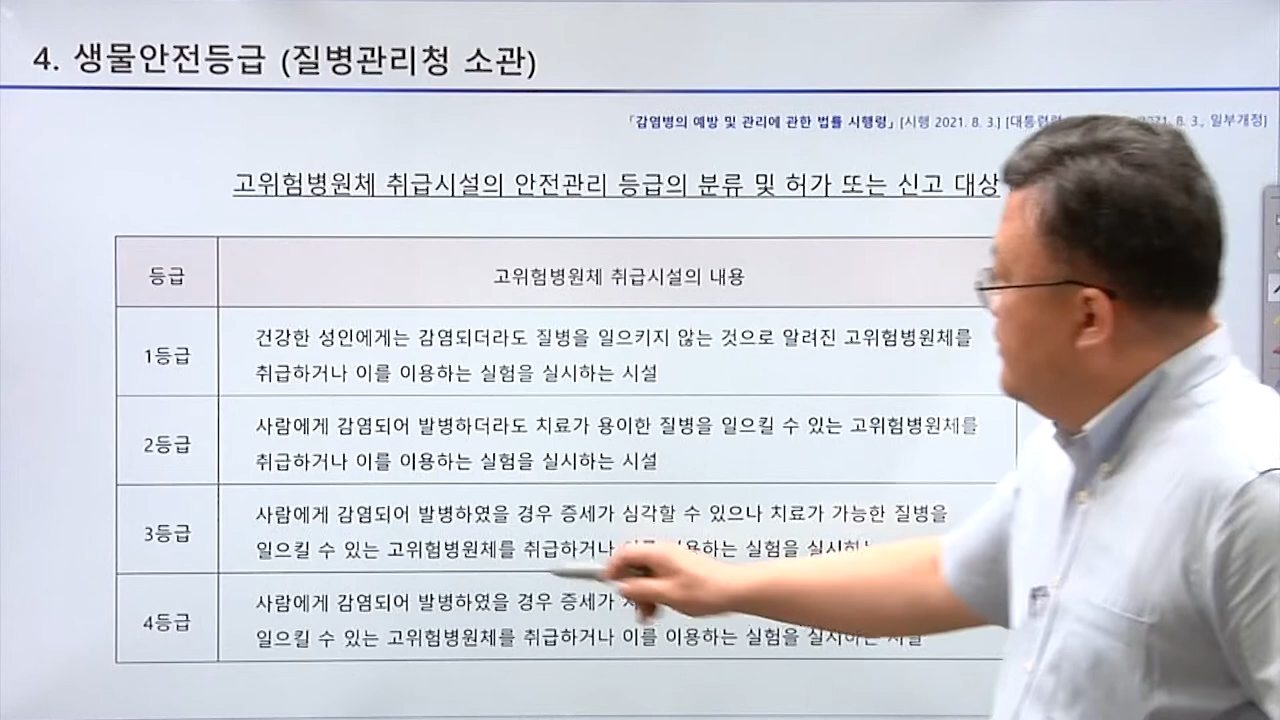 4. 생물안전등급 (질병관리청 소관)
「감염병의 예방 및 관리에 관한 법률 시행령」 [시행 2021. 8. 3.] [대통령령 2021. 8. 3., 일부개정]
고위험병원체 취급시설의 안전관리 등급의 분류 및 허가 또는 신고 대상
등급
고위험병원체 취급시설의 내용
1등급
건강한 성인에게는 감염되더라도 질병을 일으키지 않는 것으로 알려진 고위험병원체를
취급하거나 이를 이용하는 실험을 실시하는 시설
2등급
사람에게 감염되어 발병하더라도 치료가 용이한 질병을 일으킬 수 있는 고위험병원체를
취급하거나 이를 이용하는 실험을 실시하는 시설
3등급
사람에게 감염되어 발병하였을 경우 증세가 심각할 수 있으나 치료가 가능한 질병을
일으킬 수 있는 고위험병원체를 취급하거나 이를 이용하는 실험을
4등급
사람에게 감염되어 발병하였을 경우 증세가
일으킬 수 있는 고위험병원체를 취급하거나 이를 이용하는 실험을 실시하는 시설